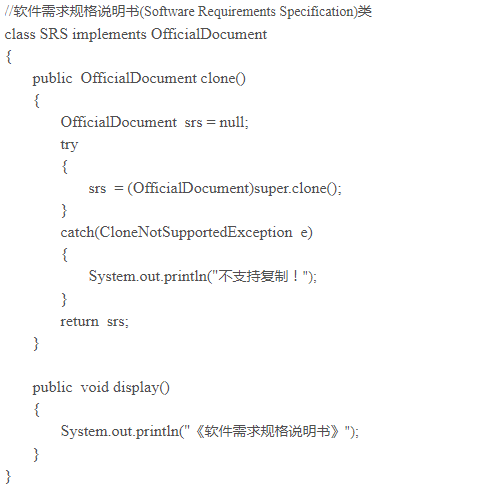 //软件需求规格说明书(Software Requirements Specification)类
class SRS implements OfficialDocument
{
public  OfficialDocument clone()
{
OfficialDocument  srs = null;
try
{
srs  = (OfficialDocument)super.clone();
}
catch(CloneNotSupportedException  e)
{
System.out.println("不支持复制！");
}
return  srs;
}
public  void display()
{
System.out.println("《软件需求规格说明书》");
}
}